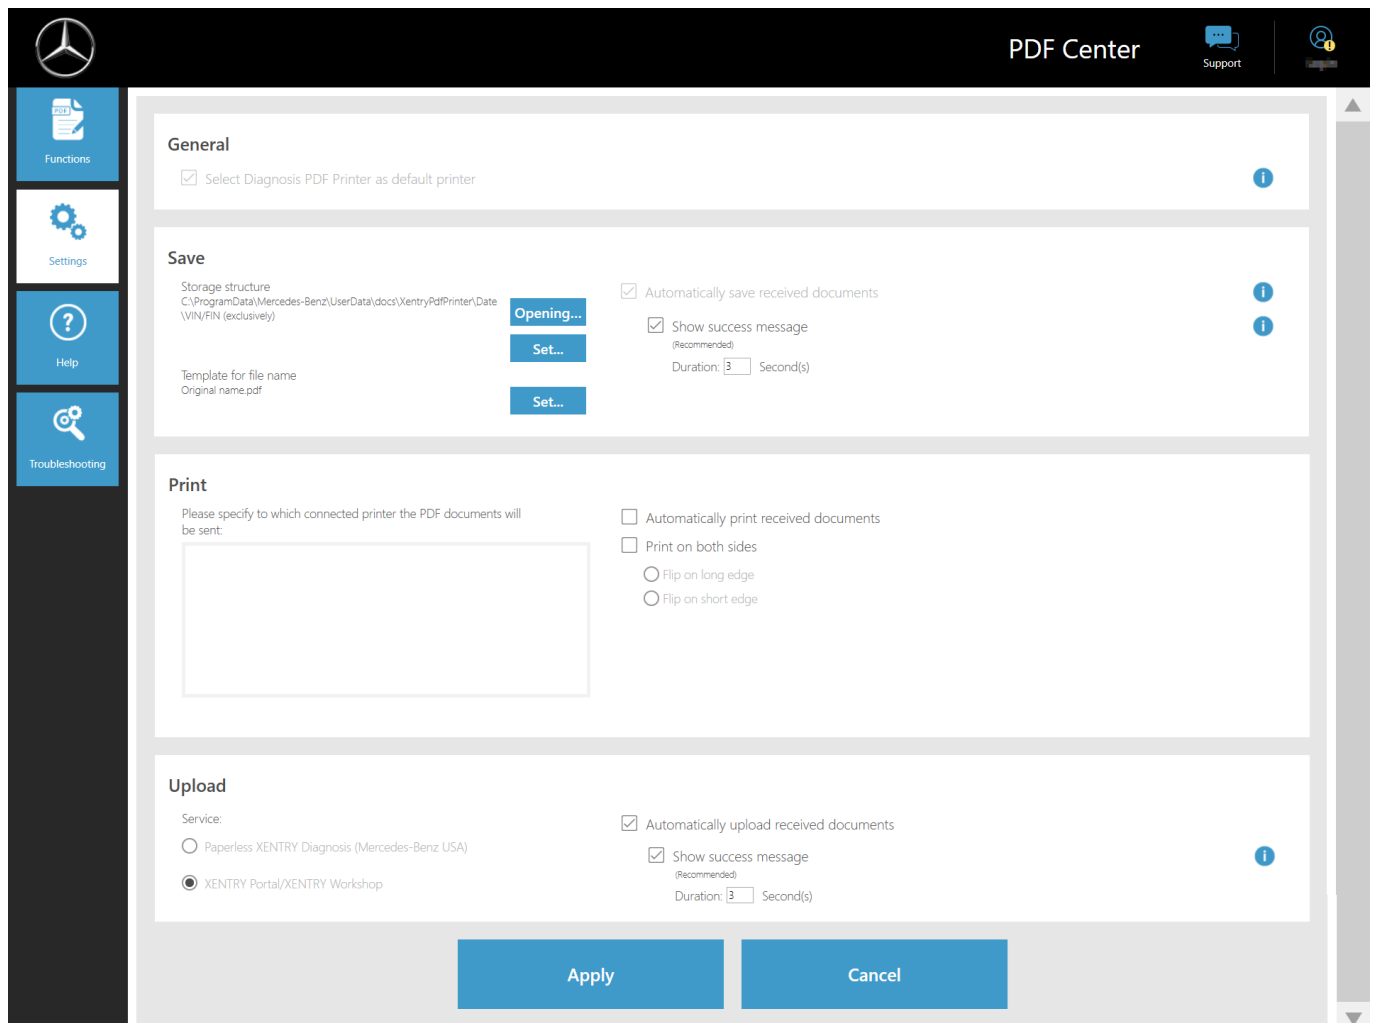 PDF Center
Support
Functions
Settings
Help
Troubleshooting
General
Select Diagnosis PDF Printer as default printer
Save
Storage structure
C:\ProgramData\Mercedes-Benz\UserData\docs\XentryPdfPrinter\Date
\VIN/FIN (exclusively)
Opening...
Set...
Template for file name
Original name.pdf
Set...
Automatically save received documents
Show success message
(Recommended)
Duration: 3 Second(s)
Print
Please specify to which connected printer the PDF documents will
be sent:
Automatically print received documents
Print on both sides
Flip on long edge
Flip on short edge
Upload
Service:
Paperless XENTRY Diagnosis (Mercedes-Benz USA)
XENTRY Portal/XENTRY Workshop
Automatically upload received documents
Show success message
(Recommended)
Duration: 3 Second(s)
Apply
Cancel